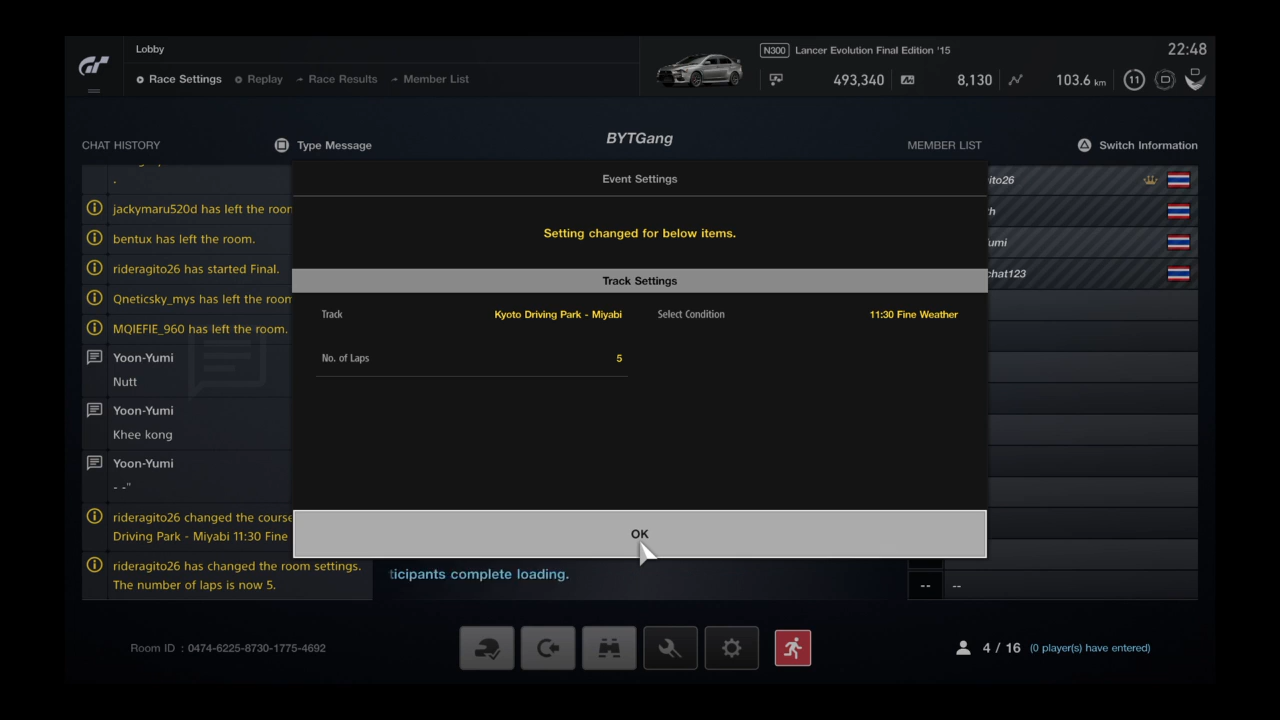 Lobby
Race Settings
Replay
Race Results
Member List
N300
Lancer Evolution Final Edition '15
493,340
8,130
103.6 km
22:48
11
CHAT HISTORY
Type Message
BYTGang
MEMBER LIST
Switch Information
.
jackymaru520d has left the room
bentux has left the room.
rideragito26 has started Final.
Qneticsky_mys has left the room
MQIEFIE_960 has left the room.
Yoon-Yumi
Nutt
Yoon-Yumi
Khee kong
Yoon-Yumi
- -"
rideragito26 changed the course
Driving Park - Miyabi 11:30 Fine
rideragito26 has changed the room settings.
The number of laps is now 5.
Event Settings
Setting changed for below items.
Track Settings
Track
Kyoto Driving Park - Miyabi
Select Condition
11:30 Fine Weather
No. of Laps
5
OK
ticipants complete loading.
ito26
umi
chat123
--
--
Room ID : 0474-6225-8730-1775-4692
4 / 16
(0 player(s) have entered)